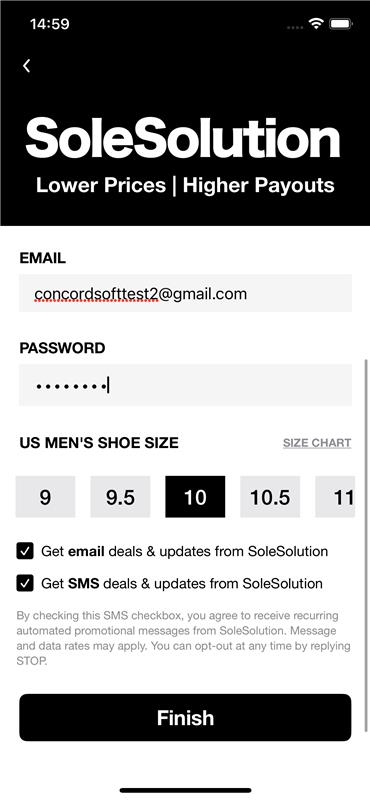 14:59
SoleSolution
Lower Prices | Higher Payouts
EMAIL
concordsofttest2@gmail.com
PASSWORD
••••••••
US MEN'S SHOE SIZE SIZE CHART
9 9.5 10 10.5 11
Get email deals & updates from SoleSolution
Get SMS deals & updates from SoleSolution
By checking this SMS checkbox, you agree to receive recurring
automated promotional messages from SoleSolution. Message
and data rates may apply. You can opt-out at any time by replying
STOP.
Finish